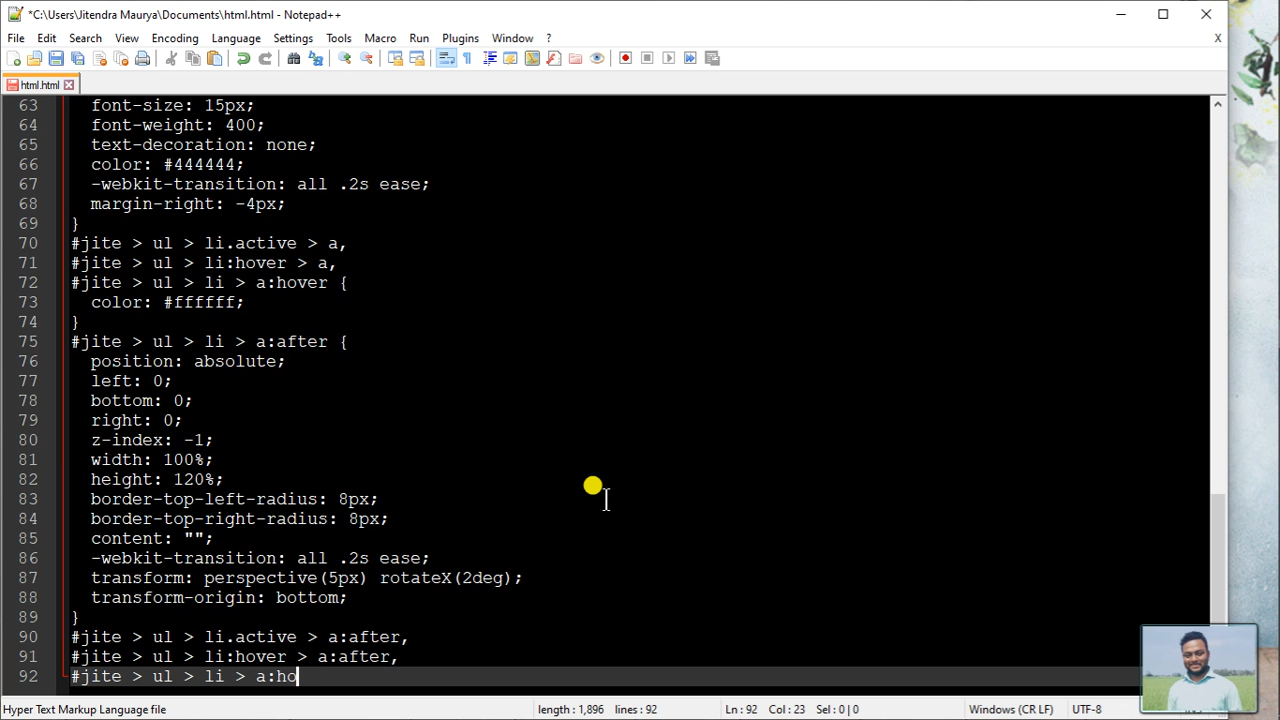 *C:\Users\Jitendra Maurya\Documents\html.html - Notepad++
File Edit Search View Encoding Language Settings Tools Macro Run Plugins Window ? X
html.html
63 font-size: 15px;
64 font-weight: 400;
65 text-decoration: none;
66 color: #444444;
67 -webkit-transition: all .2s ease;
68 margin-right: -4px;
69 }
70 #jite > ul > li.active > a,
71 #jite > ul > li:hover > a,
72 #jite > ul > li > a:hover {
73 color: #ffffff;
74 }
75 #jite > ul > li > a:after {
76 position: absolute;
77 left: 0;
78 bottom: 0;
79 right: 0;
80 z-index: -1;
81 width: 100%;
82 height: 120%;
83 border-top-left-radius: 8px;
84 border-top-right-radius: 8px;
85 content: "";
86 -webkit-transition: all .2s ease;
87 transform: perspective(5px) rotateX(2deg);
88 transform-origin: bottom;
89 }
90 #jite > ul > li.active > a:after,
91 #jite > ul > li:hover > a:after,
92 #jite > ul > li > a:ho
Hyper Text Markup Language file length : 1,896 lines : 92 Ln : 92 Col : 23 Sel : 0 | 0 Windows (CR LF) UTF-8